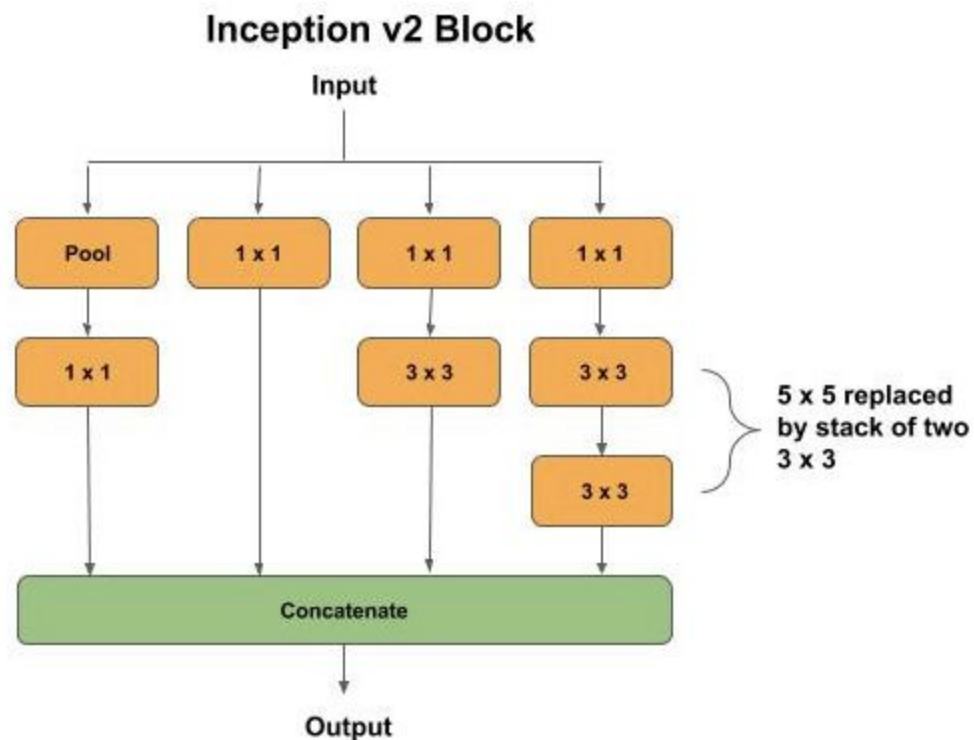 Inception v2 Block
Input
Pool
1 x 1
1 x 1
1 x 1
1 x 1
3 x 3
3 x 3
5 x 5 replaced
by stack of two
3 x 3
3 x 3
Concatenate
Output